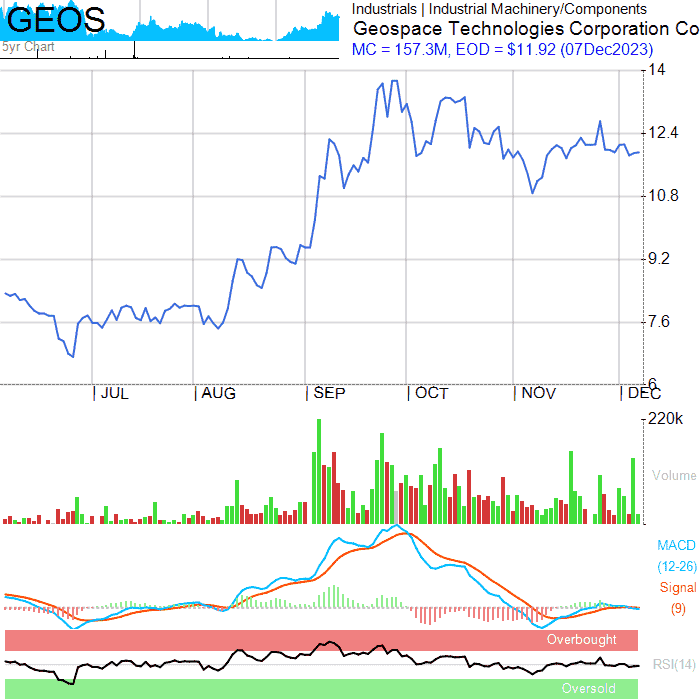 GEOS
5yr Chart
Industrials | Industrial Machinery/Components
Geospace Technologies Corporation Co
MC = 157.3M, EOD = $11.92 (07Dec2023)
14
12.4
10.8
9.2
7.6
6
JUL
AUG
SEP
OCT
NOV
DEC
220k
Volume
MACD
(12-26)
Signal
(9)
Overbought
RSI(14)
Oversold